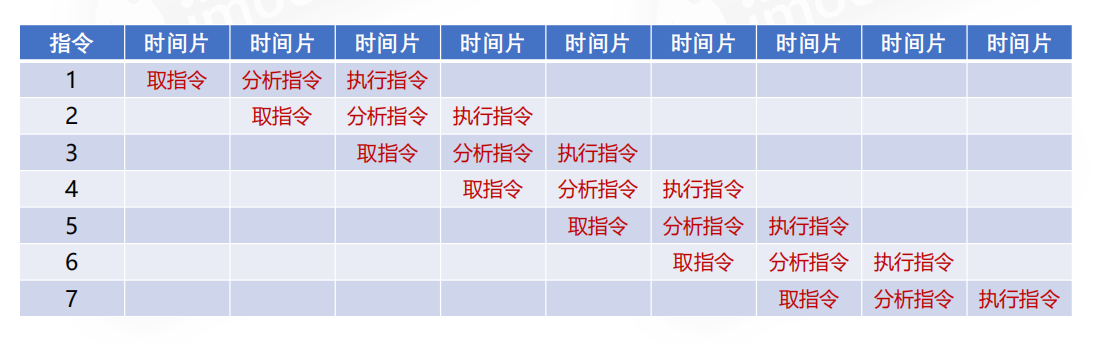 指令 时间片 时间片 时间片 时间片 时间片 时间片 时间片 时间片 时间片
1 取指令 分析指令 执行指令
2 取指令 分析指令 执行指令
3 取指令 分析指令 执行指令
4 取指令 分析指令 执行指令
5 取指令 分析指令 执行指令
6 取指令 分析指令 执行指令
7 取指令 分析指令 执行指令